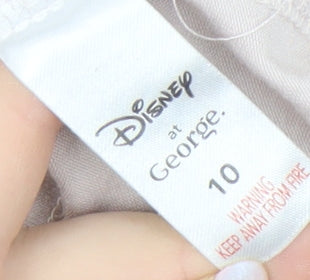 Disney
at
George.
10
WARNING
KEEP AWAY FROM FIRE